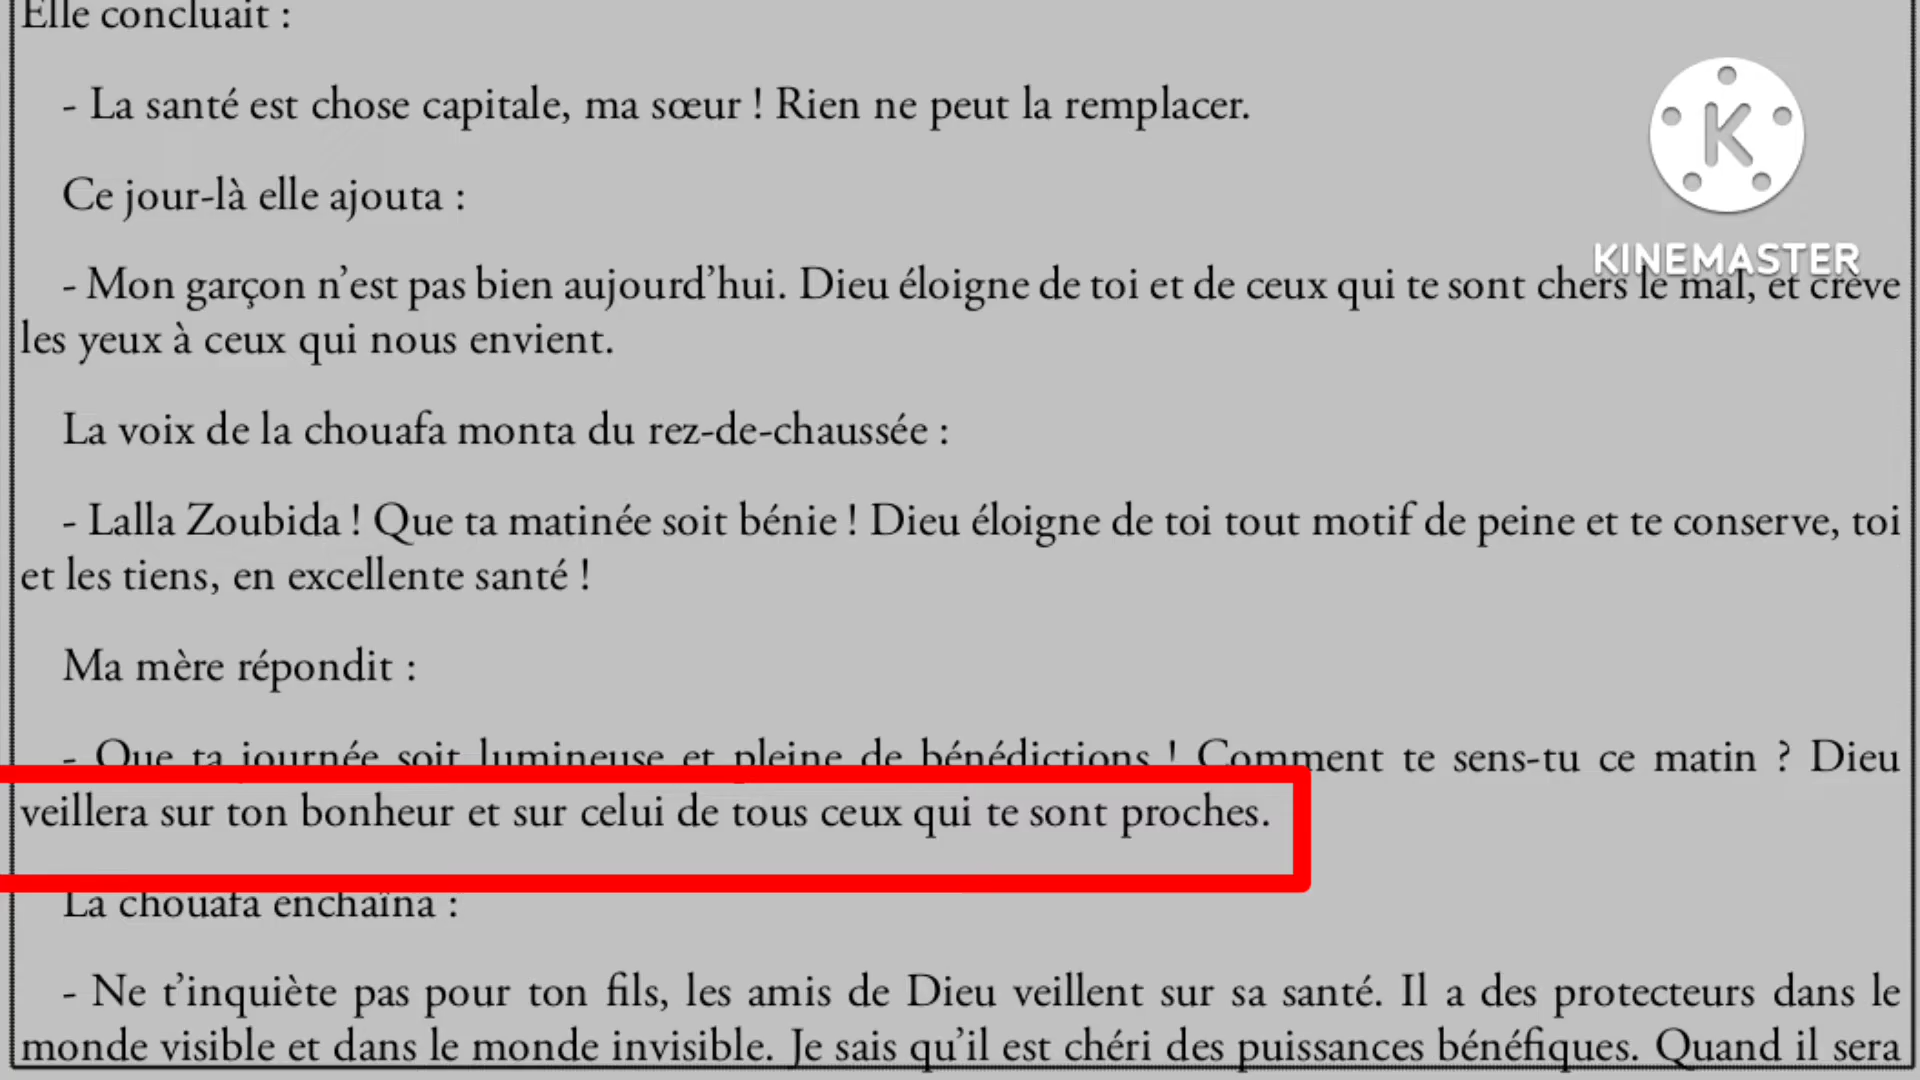 Elle concluait :
- La santé est chose capitale, ma sœur ! Rien ne peut la remplacer.
Ce jour-là elle ajouta :
- Mon garçon n’est pas bien aujourd’hui. Dieu éloigne de toi et de ceux qui te sont chers le mal, et crève
les yeux à ceux qui nous envient.
La voix de la chouafa monta du rez-de-chaussée :
- Lalla Zoubida ! Que ta matinée soit bénie ! Dieu éloigne de toi tout motif de peine et te conserve, toi
et les tiens, en excellente santé !
Ma mère répondit :
- Que ta journée soit lumineuse et pleine de bénédictions ! Comment te sens-tu ce matin ? Dieu
veillera sur ton bonheur et sur celui de tous ceux qui te sont proches.
La chouafa enchaîna :
- Ne t’inquiète pas pour ton fils, les amis de Dieu veillent sur sa santé. Il a des protecteurs dans le
monde visible et dans le monde invisible. Je sais qu’il est chéri des puissances bénéfiques. Quand il sera
K
KINEMASTER